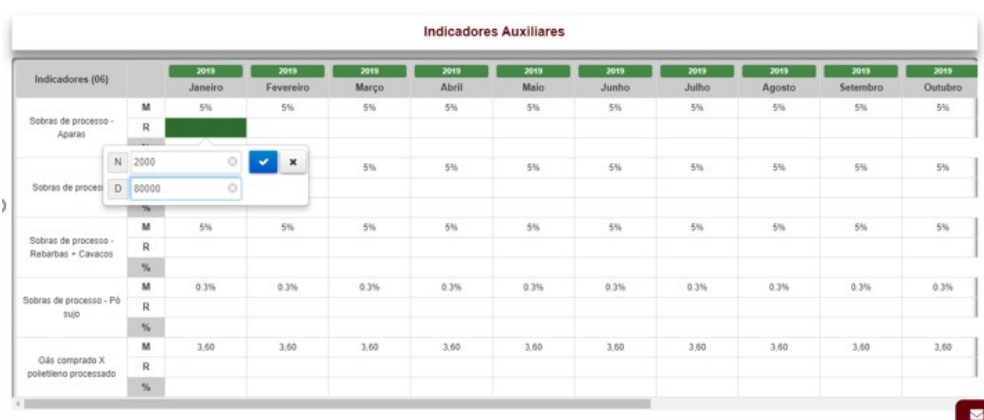 Indicadores Auxiliares
Indicadores (06) 2019 2019 2019 2019 2019 2019 2019 2019 2019 2019
Janeiro Fevereiro Março Abril Maio Junho Julho Agosto Setembro Outubro
Sobras de processo - Aparas
M 5% 5% 5% 5% 5% 5% 5% 5% 5% 5%
R
N 2000
D 80000
Sobras de proces
5% 5% 5% 5% 5% 5% 5% 5%
%
Sobras de processo - Rebarbas + Cavacos
M 5% 5% 5% 5% 5% 5% 5% 5% 5% 5%
R
%
Sobras de processo - Pó sujo
M 0.3% 0.3% 0.3% 0.3% 0.3% 0.3% 0.3% 0.3% 0.3% 0.3%
R
%
Gás comprado X polietileno processado
M 3,60 3,60 3,60 3,60 3,60 3,60 3,60 3,60 3,60 3,60
R
%